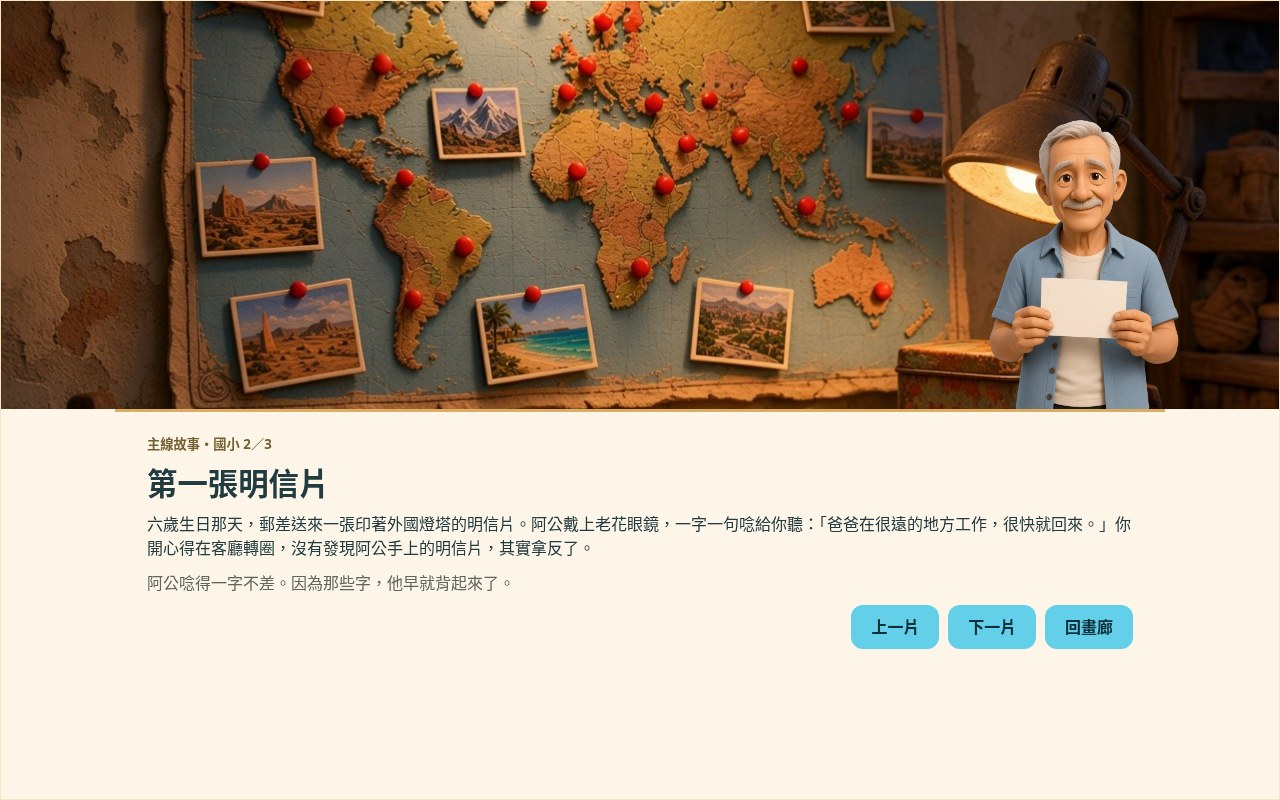 主線故事・國小 2／3
第一張明信片
六歲生日那天，郵差送來一張印著外國燈塔的明信片。阿公戴上老花眼鏡，一字一句唸給你聽：「爸爸在很遠的地方工作，很快就回來。」你
開心得在客廳轉圈，沒有發現阿公手上的明信片，其實拿反了。
阿公唸得一字不差。因為那些字，他早就背起來了。
上一片
下一片
回畫廊